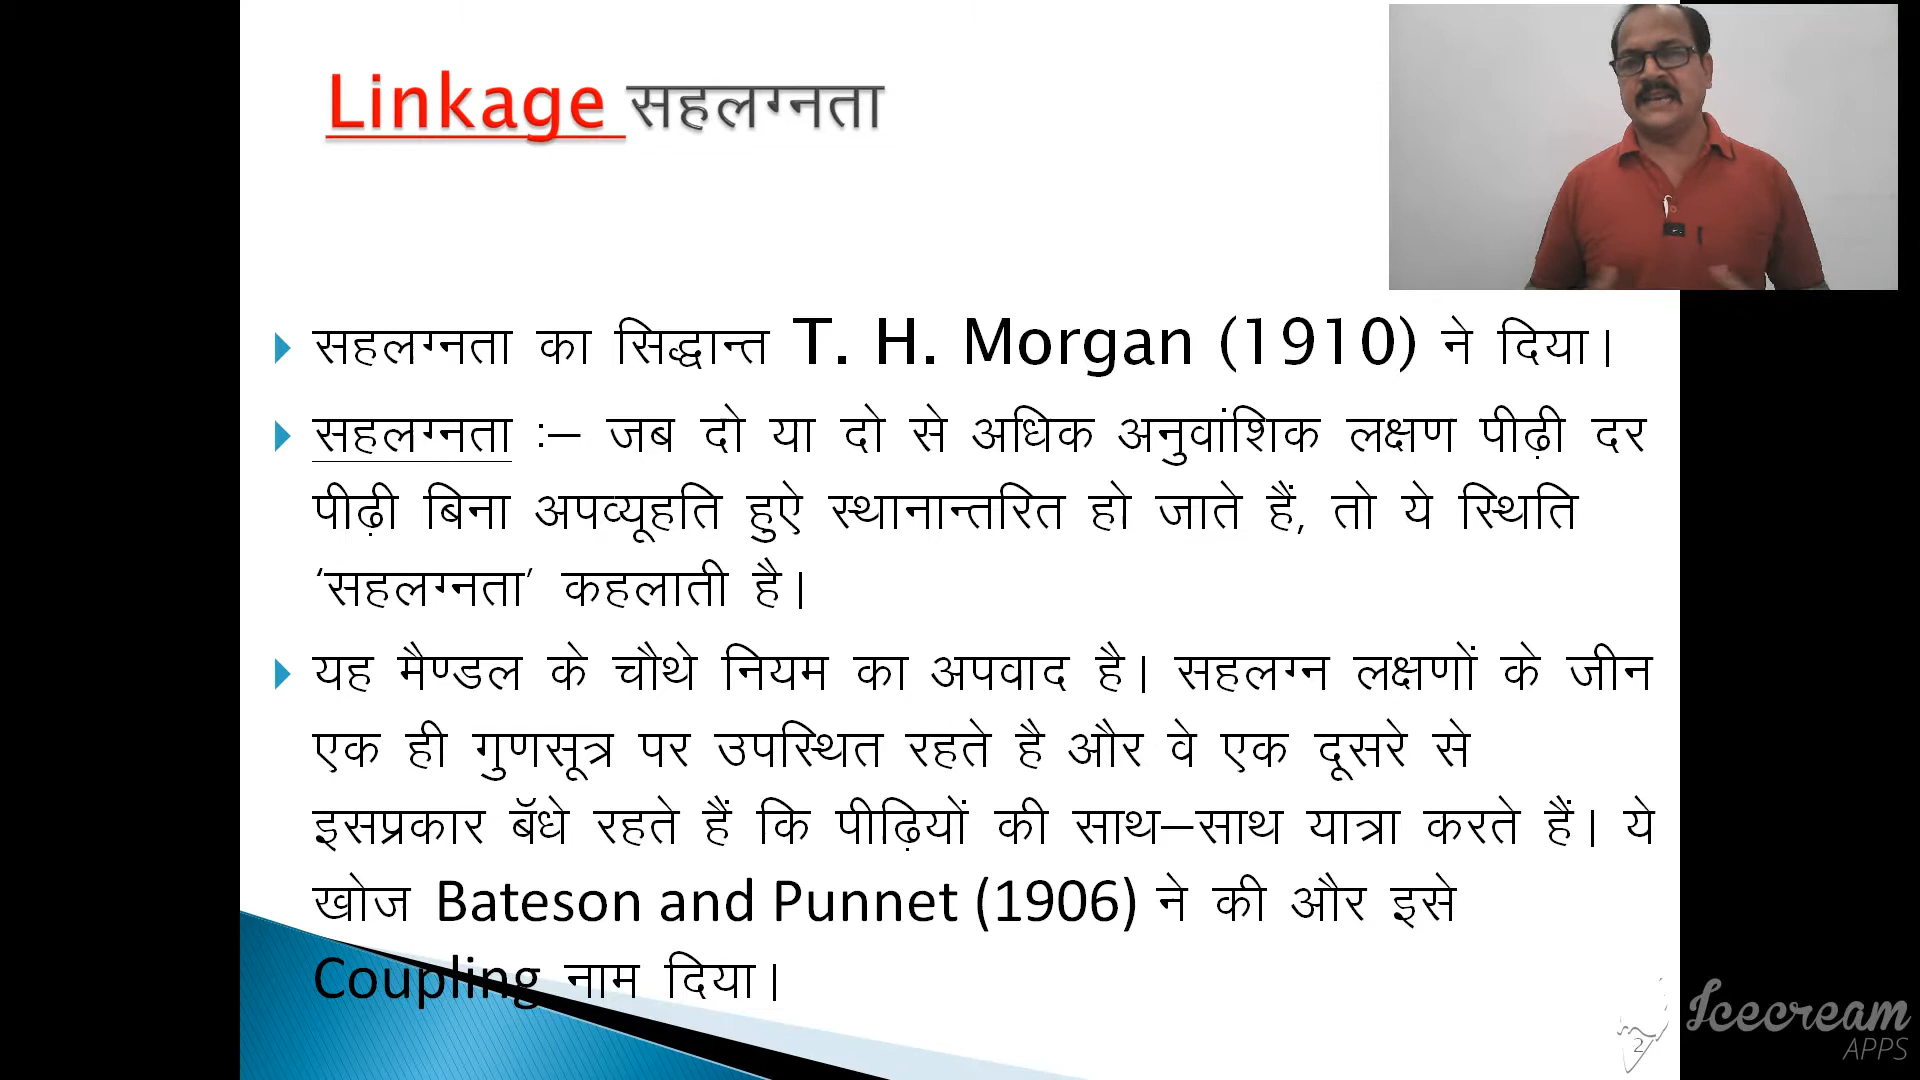 Linkage सहलग्नता
सहलग्नता का सिद्धान्त T. H. Morgan (1910) ने दिया।
सहलग्नता :– जब दो या दो से अधिक अनुवांशिक लक्षण पीढ़ी दर
पीढ़ी बिना अपव्यूहति हुऐ स्थानान्तरित हो जाते हैं, तो ये स्थिति
‘सहलग्नता’ कहलाती है।
यह मैण्डल के चौथे नियम का अपवाद है। सहलग्न लक्षणों के जीन
एक ही गुणसूत्र पर उपस्थित रहते है और वे एक दूसरे से
इसप्रकार बॅधे रहते हैं कि पीढ़ियों की साथ–साथ यात्रा करते हैं। ये
खोज Bateson and Punnet (1906) ने की और इसे
Coupling नाम दिया।
2
Icecream
APPS